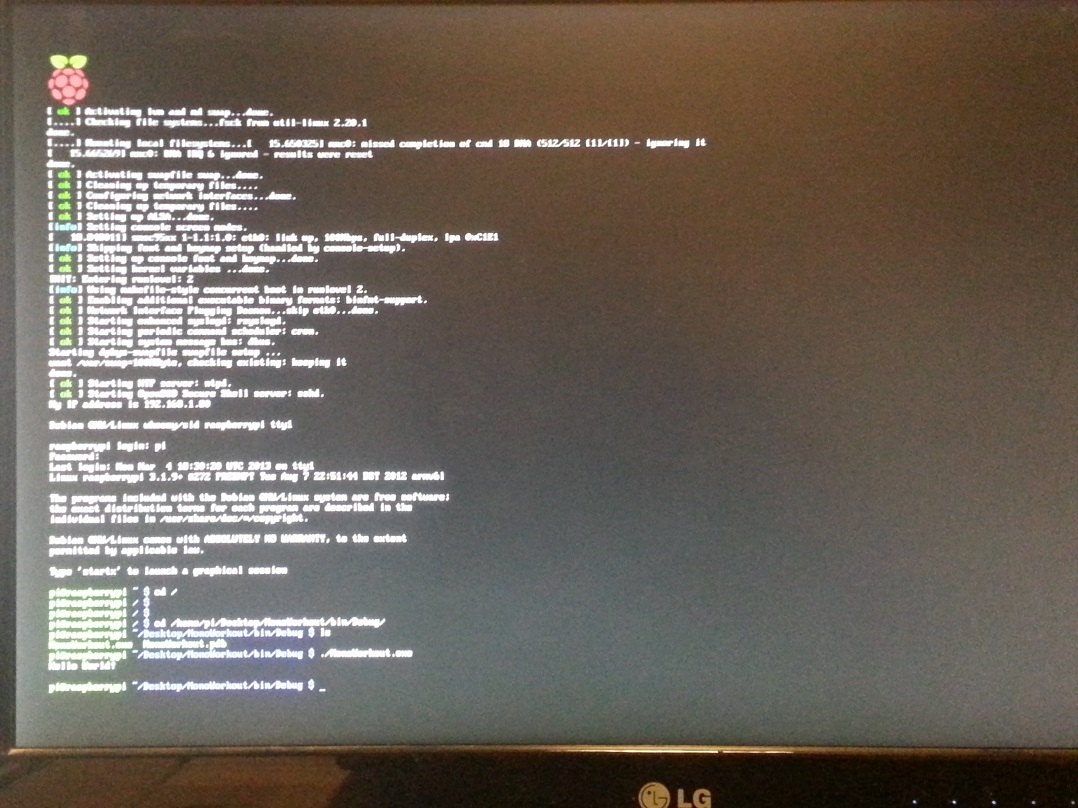 [ ok ] Activating lvm and md swap...done.
[....] Checking file systems...fsck from util-linux 2.20.1
done.
[....] Mounting local filesystems...[   15.650325] mmc0: missed completion of cmd 18 DMA (512/512 [1]/[1]) - ignoring it
[   15.665269] mmc0: DMA IRQ 6 ignored - results were reset
done.
[ ok ] Activating swapfile swap...done.
[ ok ] Cleaning up temporary files....
[ ok ] Configuring network interfaces...done.
[ ok ] Cleaning up temporary files....
[ ok ] Setting up ALSA...done.
[info] Setting console screen modes.
smsc95xx 1-1.1:1.0: eth0: link up, 100Mbps, full-duplex, lpa 0xC1E1
[info] Skipping font and keymap setup (handled by console-setup).
[ ok ] Setting up console font and keymap...done.
[ ok ] Setting kernel variables ...done.
INIT: Entering runlevel: 2
[info] Using makefile-style concurrent boot in runlevel 2.
[ ok ] Enabling additional executable binary formats: binfmt-support.
[ ok ] Network Interface Plugging Daemon...skip eth0...done.
[ ok ] Starting enhanced syslogd: rsyslogd.
[ ok ] Starting periodic command scheduler: cron.
[ ok ] Starting system message bus: dbus.
Starting dphys-swapfile swapfile setup ...
want /var/swap=100MByte, checking existing: keeping it
done.
[ ok ] Starting NTP server: ntpd.
[ ok ] Starting OpenBSD Secure Shell server: sshd.
My IP address is 192.168.1.80
Debian GNU/Linux wheezy/sid raspberrypi tty1
raspberrypi login: pi
Password:
Last login: Mon Mar  4 18:30:20 UTC 2013 on tty1
Linux raspberrypi 3.1.9+ #272 PREEMPT Tue Aug 7 22:51:44 BST 2012 armv6l
The programs included with the Debian GNU/Linux system are free software;
the exact distribution terms for each program are described in the
individual files in /usr/share/doc/*/copyright.
Debian GNU/Linux comes with ABSOLUTELY NO WARRANTY, to the extent
permitted by applicable law.
Type 'startx' to launch a graphical session
pi@raspberrypi ~ $ cd /
pi@raspberrypi / $
pi@raspberrypi / $
pi@raspberrypi / $ cd /home/pi/Desktop/MonoWorkout/bin/Debug/
pi@raspberrypi ~/Desktop/MonoWorkout/bin/Debug $ ls
MonoWorkout.exe  MonoWorkout.pdb
pi@raspberrypi ~/Desktop/MonoWorkout/bin/Debug $ ./MonoWorkout.exe
Hello World?
pi@raspberrypi ~/Desktop/MonoWorkout/bin/Debug $ _
LG